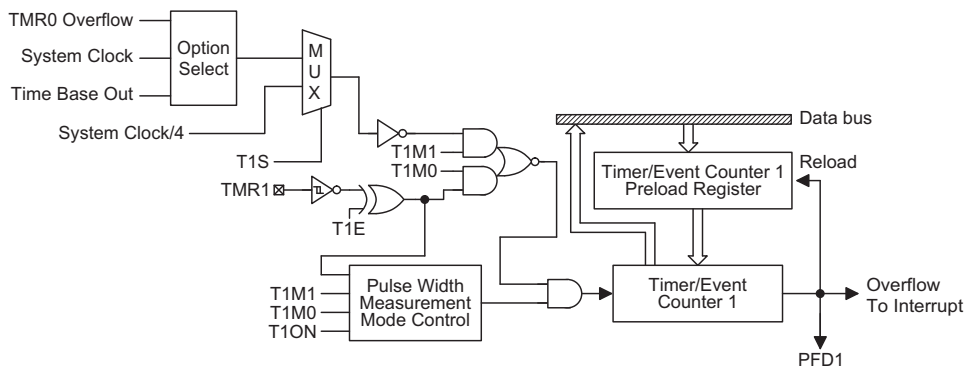 TMR0 Overflow
System Clock
Time Base Out
Option
Select
M
U
X
System Clock/4
T1S
T1M1
T1M0
TMR1
T1E
T1M1
T1M0
T1ON
Pulse Width
Measurement
Mode Control
Data bus
Timer/Event Counter 1
Preload Register
Reload
Timer/Event
Counter 1
Overflow
To Interrupt
PFD1